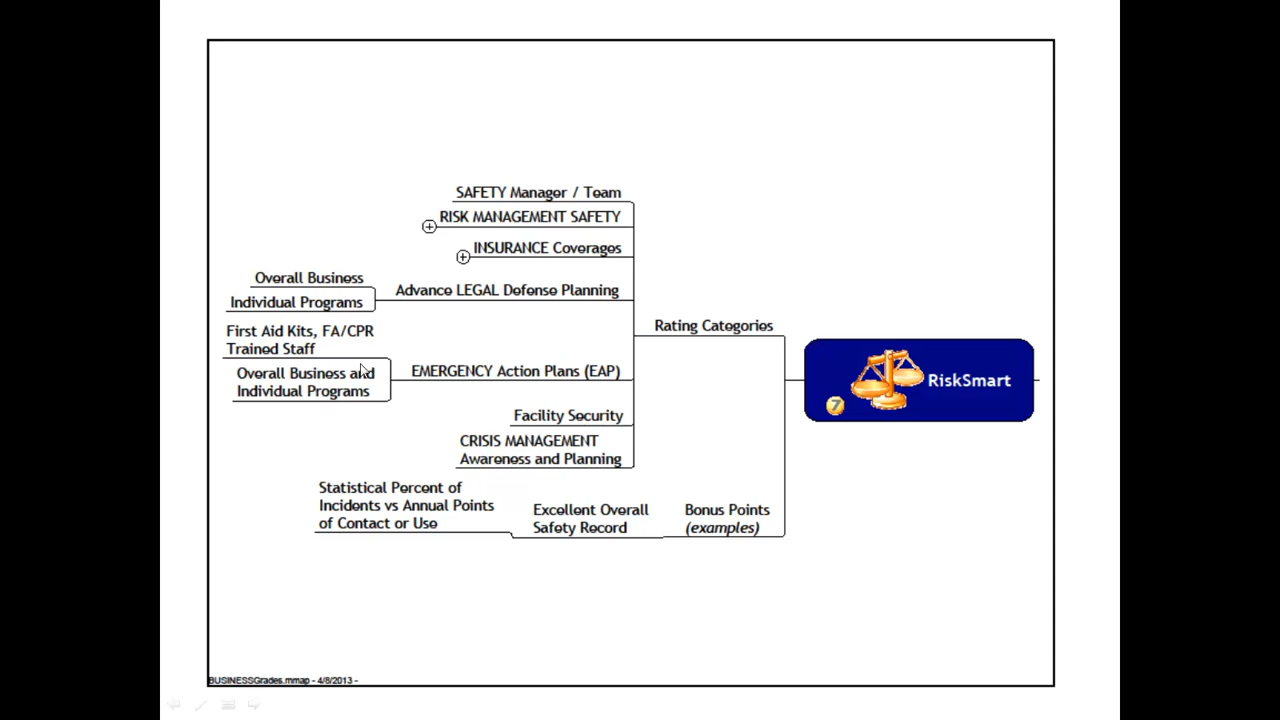 SAFETY Manager / Team
RISK MANAGEMENT SAFETY
INSURANCE Coverages
Overall Business
Individual Programs
Advance LEGAL Defense Planning
First Aid Kits, FA/CPR
Trained Staff
Overall Business and
Individual Programs
EMERGENCY Action Plans (EAP)
Facility Security
CRISIS MANAGEMENT
Awareness and Planning
Rating Categories
7
RiskSmart
Statistical Percent of
Incidents vs Annual Points
of Contact or Use
Excellent Overall
Safety Record
Bonus Points
(examples)
BUSINESSGrades.mmap - 4/8/2013 -